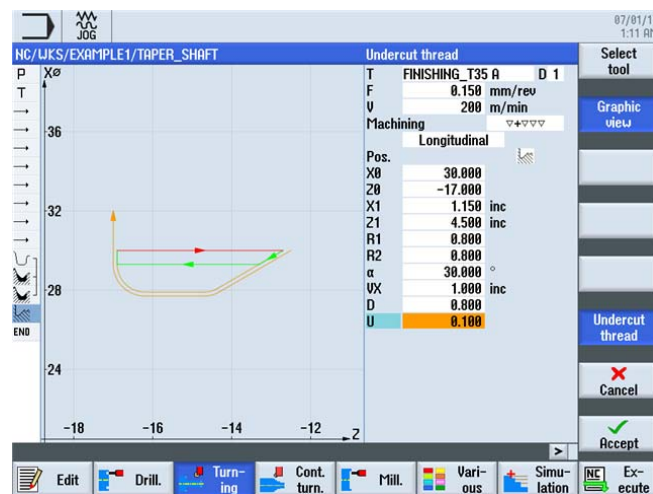 JOG
07/01/1
1:11 AM
NC/WKS/EXAMPLE1/TAPER_SHAFT
Undercut thread
Select tool
P
T
END
XØ
-36
-32
-28
-24
-18 -16 -14 -12 Z
T FINISHING_T35 A D 1
F 0.150 mm/rev
V 200 m/min
Machining ▽+▽▽▽
Longitudinal
Pos.
X0 30.000
Z0 -17.000
X1 1.150 inc
Z1 4.500 inc
R1 0.800
R2 0.800
α 30.000 °
VX 1.000 inc
D 0.800
U 0.100
Graphic view
Undercut thread
Cancel
Accept
>
Edit
Drill.
Turn-
ing
Cont.
turn.
Mill.
Vari-
ous
Simu-
lation
NC
Ex-
ecute